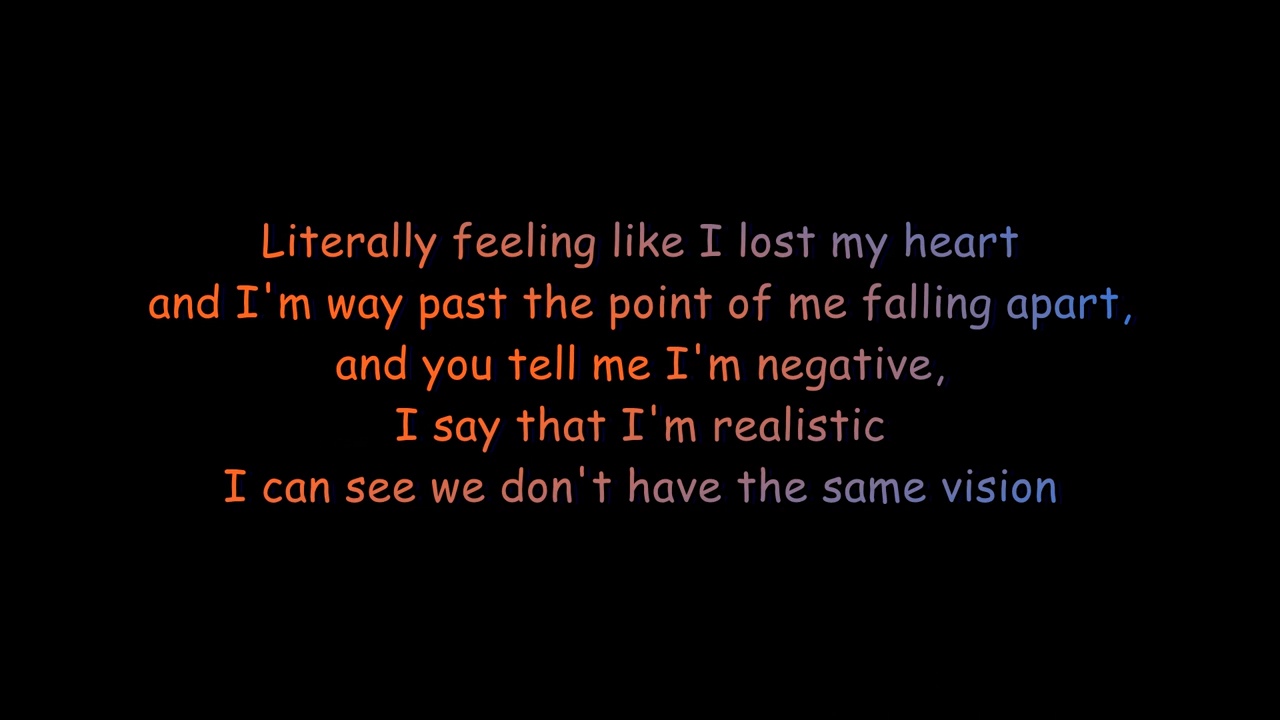 Literally feeling like I lost my heart
and I'm way past the point of me falling apart,
and you tell me I'm negative,
I say that I'm realistic
I can see we don't have the same vision